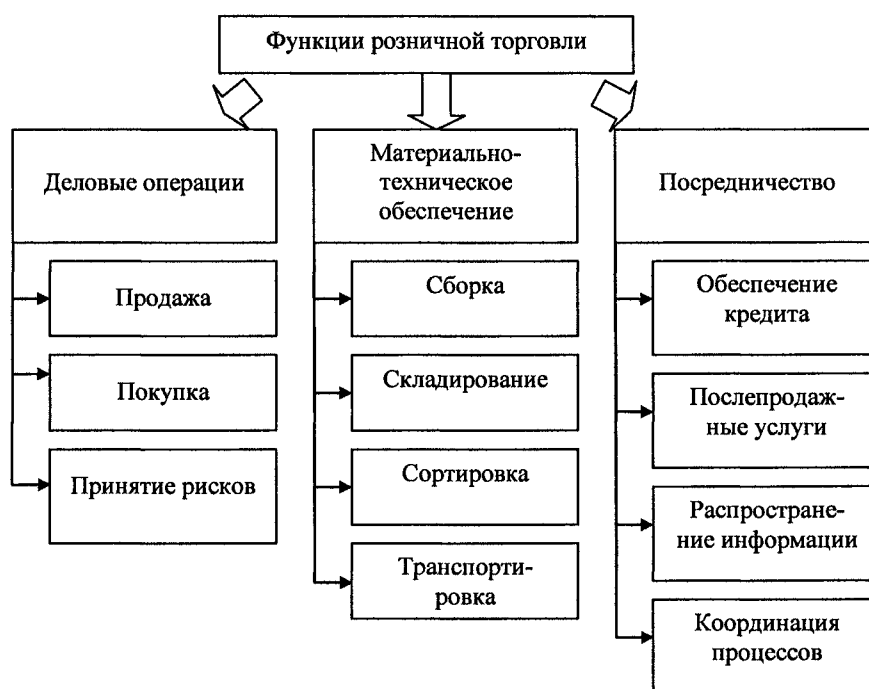 Функции розничной торговли
Деловые операции
Продажа
Покупка
Принятие рисков
Материально-
техническое
обеспечение
Сборка
Складирование
Сортировка
Транспорти-
ровка
Посредничество
Обеспечение
кредита
Послепродаж-
ные услуги
Распростране-
ние информации
Координация
процессов